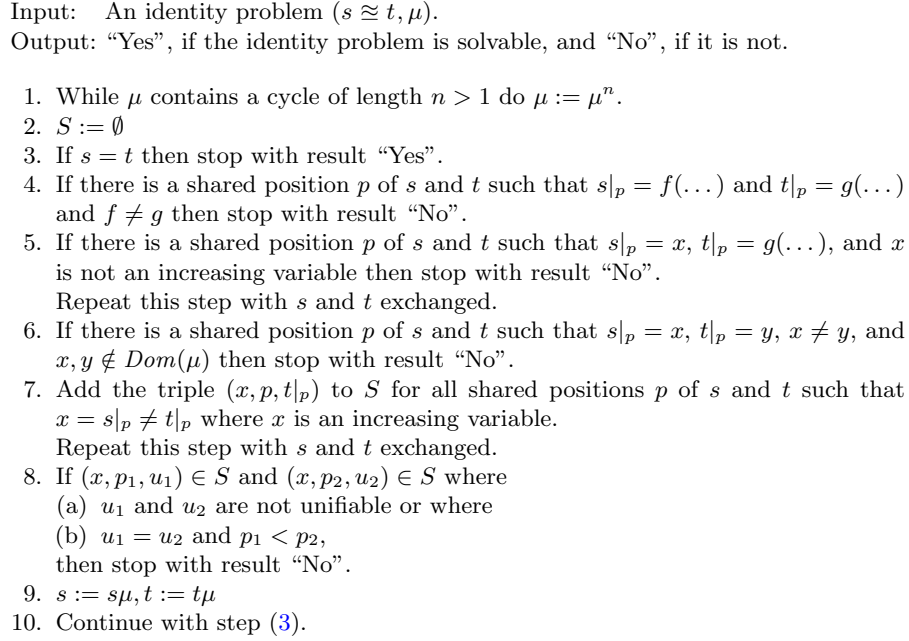 Input: An identity problem (s ≊ t, μ).
Output: “Yes”, if the identity problem is solvable, and “No”, if it is not.
1. While μ contains a cycle of length n > 1 do μ := μⁿ.
2. S := ∅
3. If s = t then stop with result “Yes”.
4. If there is a shared position p of s and t such that s|ₚ = f(...) and t|ₚ = g(...)
and f ≠ g then stop with result “No”.
5. If there is a shared position p of s and t such that s|ₚ = x, t|ₚ = g(...), and x
is not an increasing variable then stop with result “No”.
Repeat this step with s and t exchanged.
6. If there is a shared position p of s and t such that s|ₚ = x, t|ₚ = y, x ≠ y, and
x, y ∉ Dom(μ) then stop with result “No”.
7. Add the triple (x, p, t|ₚ) to S for all shared positions p of s and t such that
x = s|ₚ ≠ t|ₚ where x is an increasing variable.
Repeat this step with s and t exchanged.
8. If (x, p₁, u₁) ∈ S and (x, p₂, u₂) ∈ S where
(a) u₁ and u₂ are not unifiable or where
(b) u₁ = u₂ and p₁ < p₂,
then stop with result “No”.
9. s := sμ, t := tμ
10. Continue with step (3).